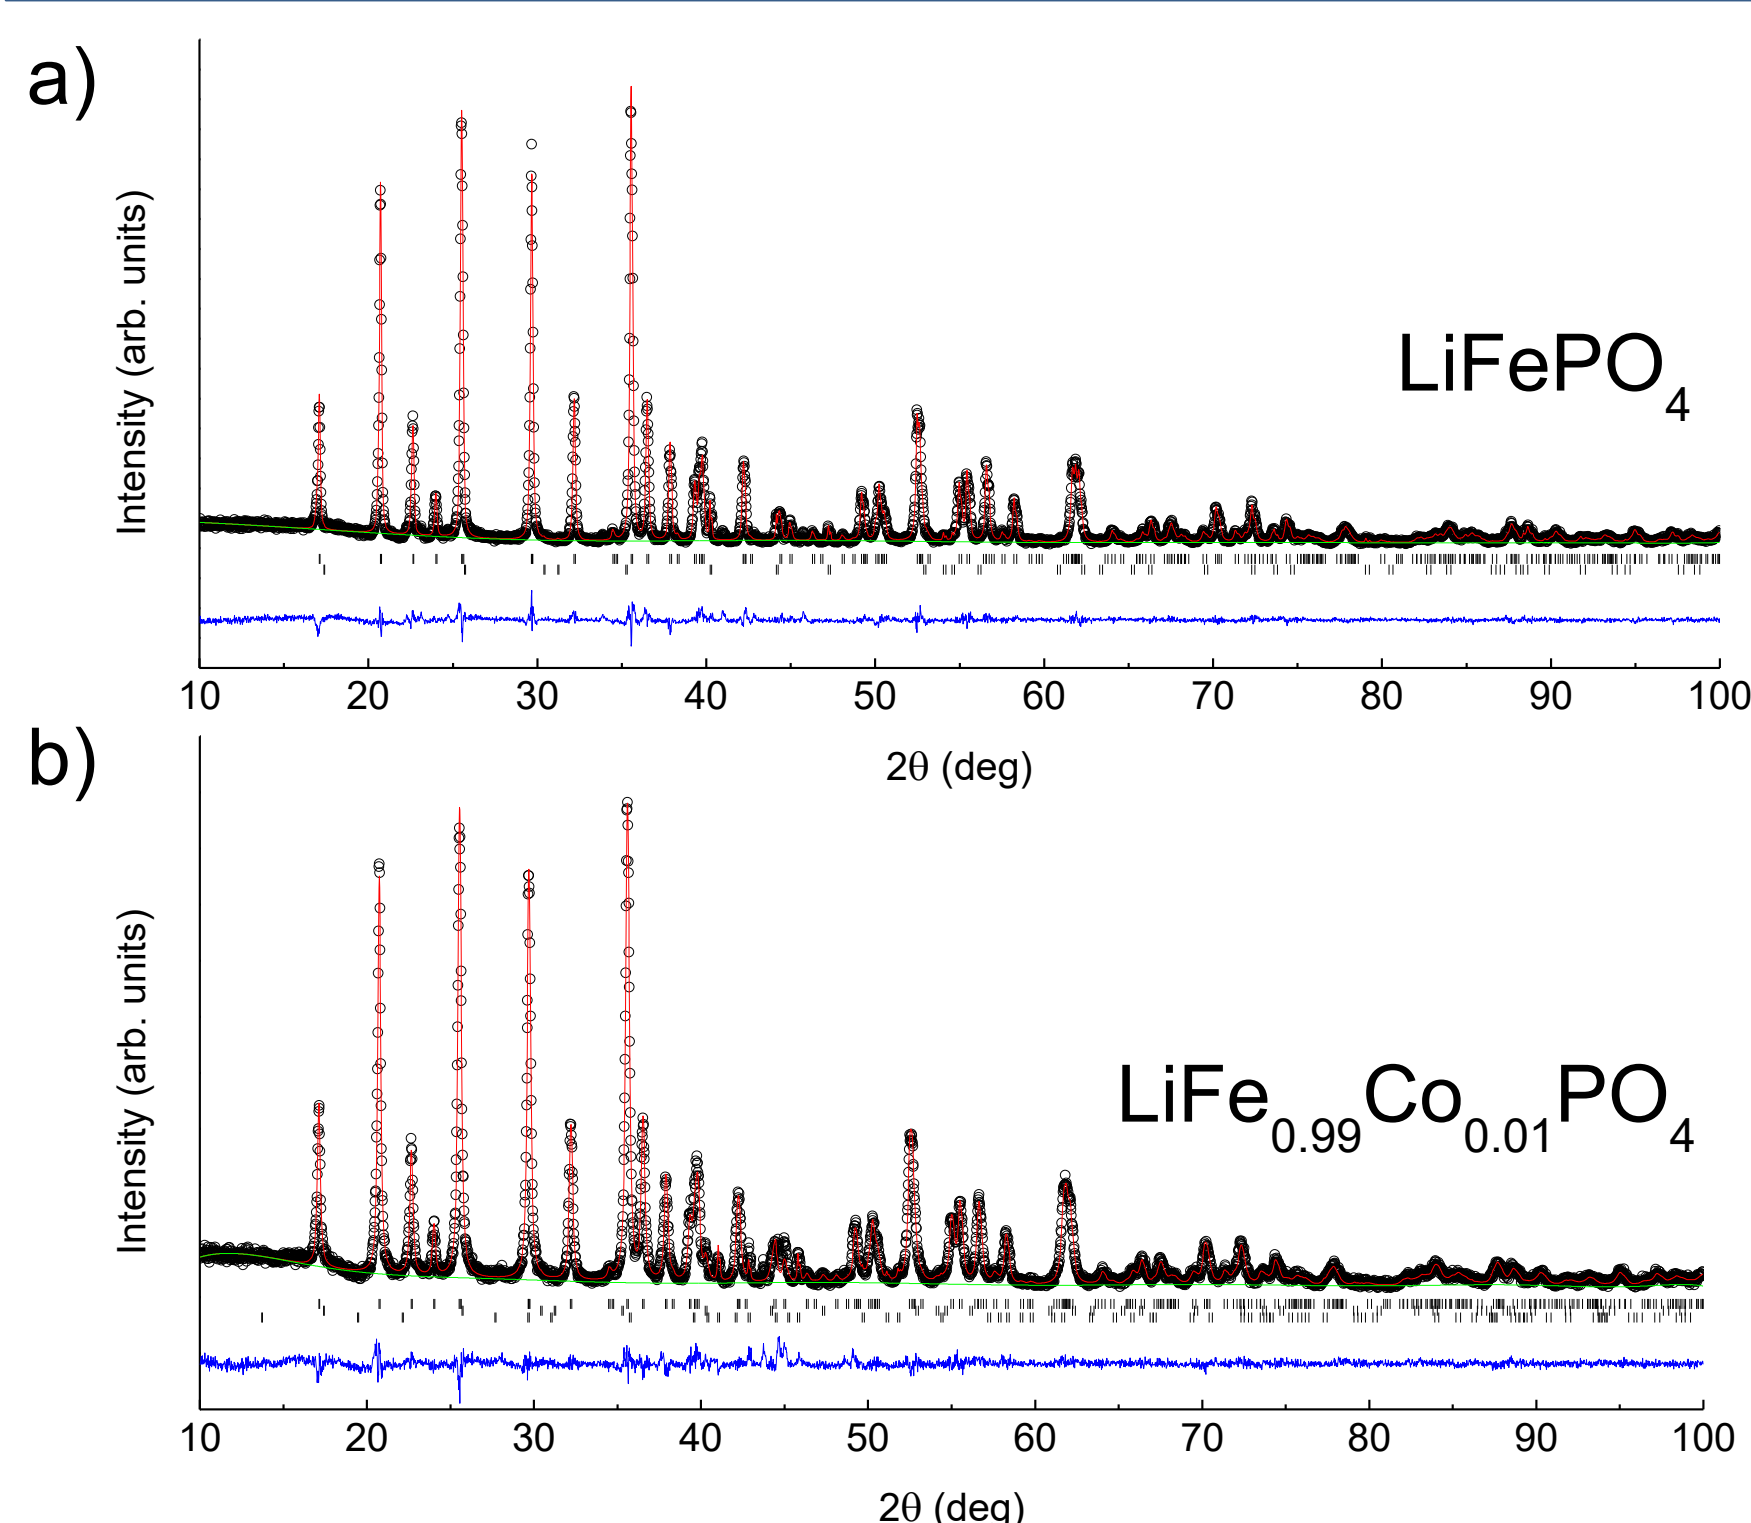 a)
Intensity (arb. units)
LiFePO₄
10 20 30 40 50 60 70 80 90 100
2θ (deg)
b)
Intensity (arb. units)
LiFe₀.₉₉Co₀.₀₁PO₄
10 20 30 40 50 60 70 80 90 100
2θ (deg)